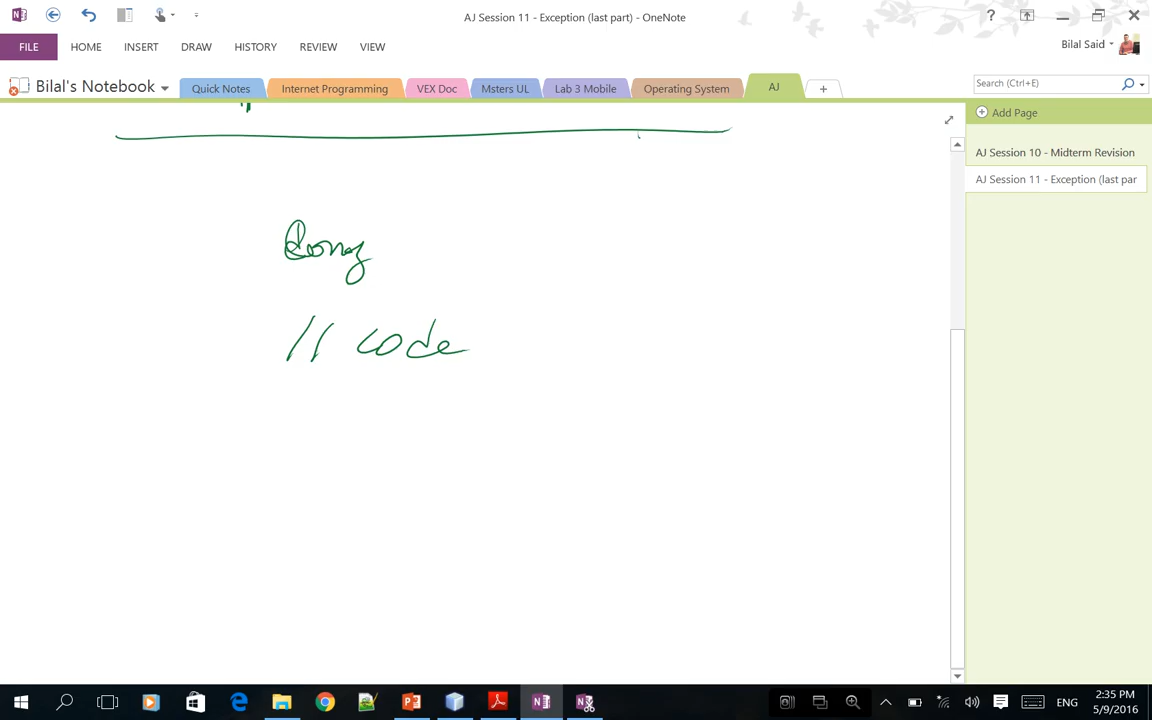 AJ Session 11 - Exception (last part) - OneNote
?
FILE HOME INSERT DRAW HISTORY REVIEW VIEW
Bilal Said
Bilal's Notebook Quick Notes Internet Programming VEX Doc Msters UL Lab 3 Mobile Operating System AJ +
Search (Ctrl+E)
Add Page
AJ Session 10 - Midterm Revision
AJ Session 11 - Exception (last par
// code
ENG
2:35 PM
5/9/2016